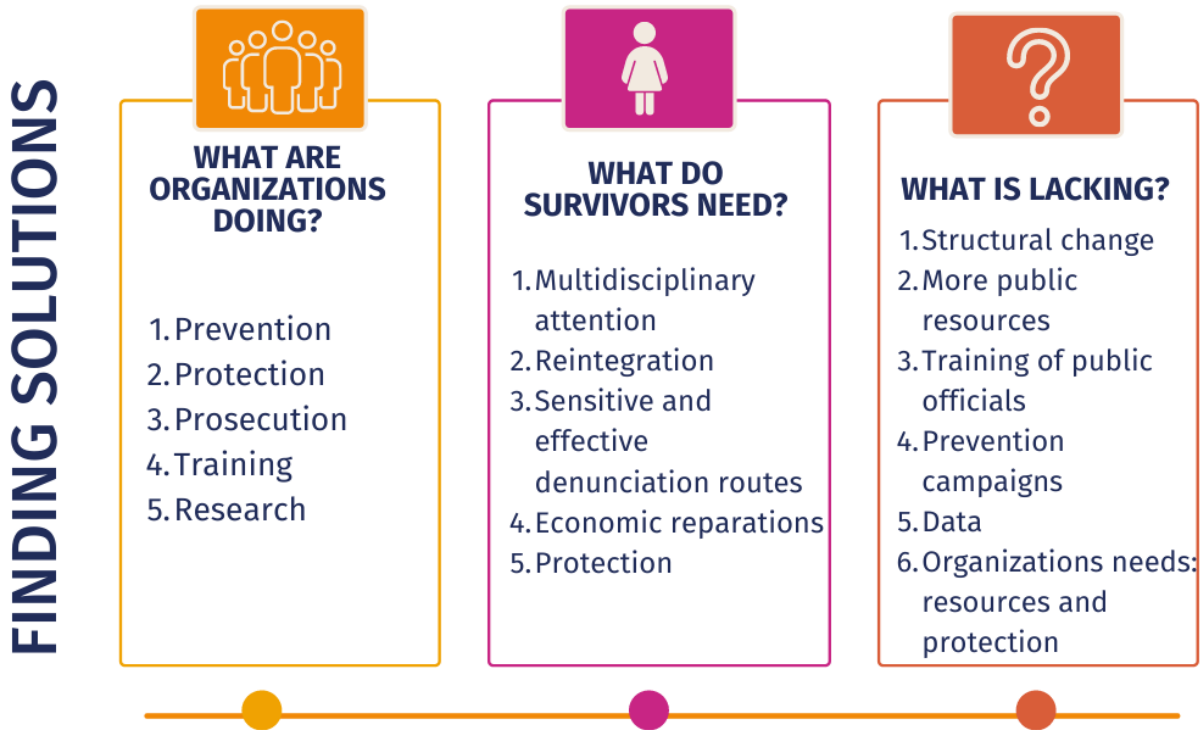 FINDING SOLUTIONS
WHAT ARE
ORGANIZATIONS
DOING?
1. Prevention
2. Protection
3. Prosecution
4. Training
5. Research
WHAT DO
SURVIVORS NEED?
1. Multidisciplinary
attention
2. Reintegration
3. Sensitive and
effective
denunciation routes
4. Economic reparations
5. Protection
WHAT IS LACKING?
1. Structural change
2. More public
resources
3. Training of public
officials
4. Prevention
campaigns
5. Data
6. Organizations needs:
resources and
protection